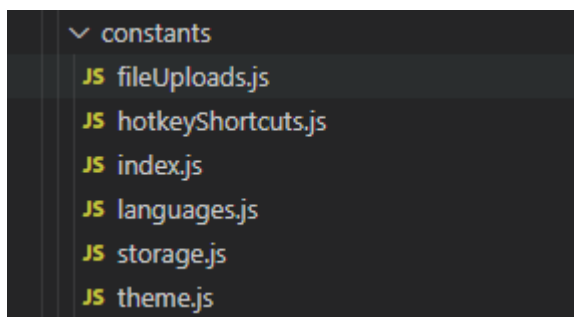 constants
JS fileUploads.js
JS hotkeyShortcuts.js
JS index.js
JS languages.js
JS storage.js
JS theme.js